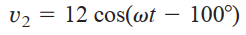 v₂ = 12 cos(ωt − 100°)